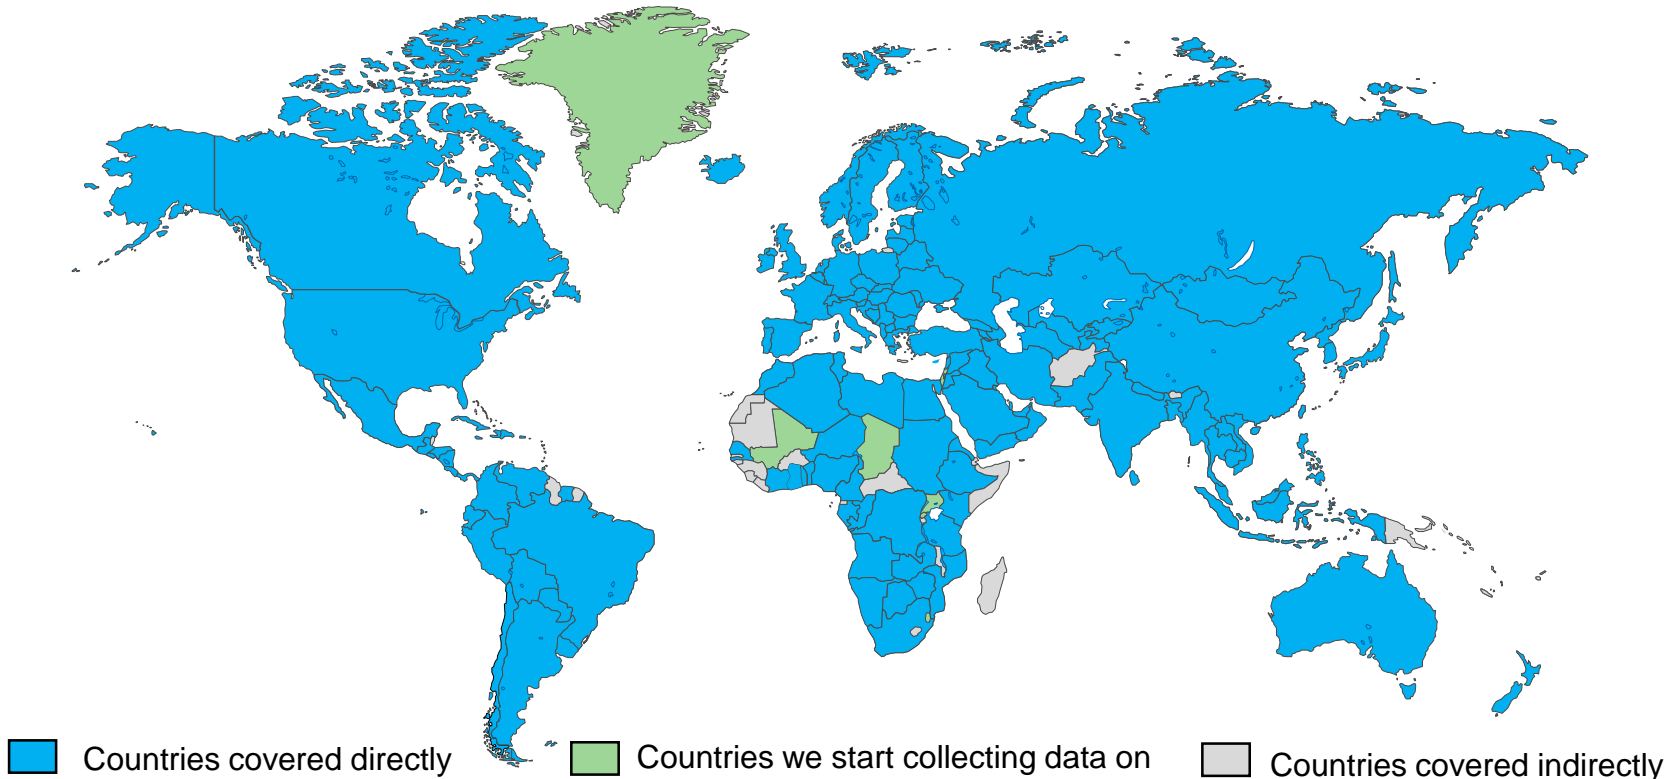 Countries covered directly
Countries we start collecting data on
Countries covered indirectly